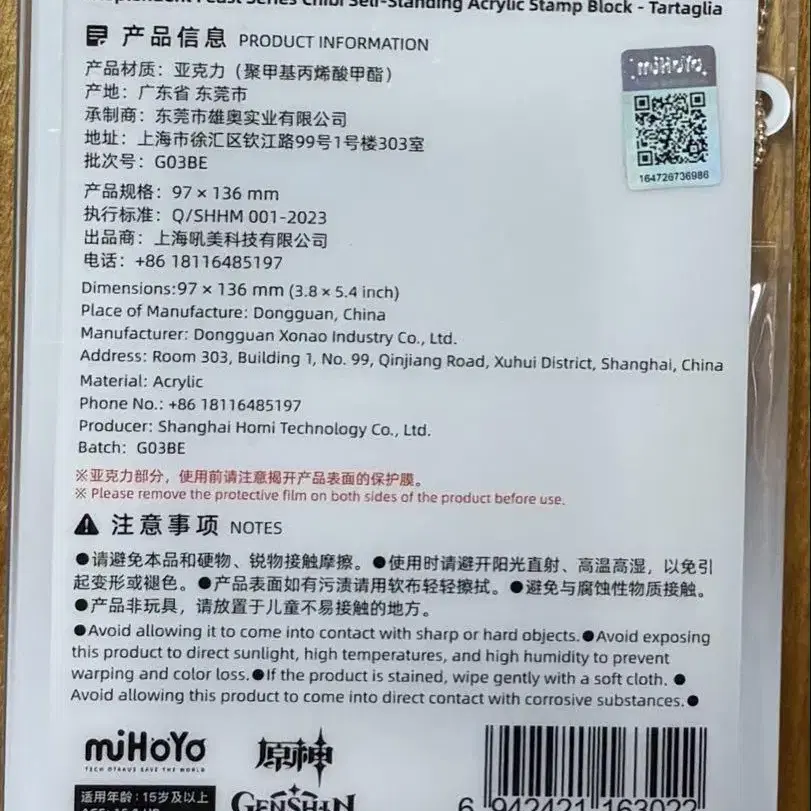 Feast Series Chibi Self-Standing Acrylic Stamp Block - Tartaglia
产品信息 PRODUCT INFORMATION
产品材质：亚克力（聚甲基丙烯酸甲酯）
产地：广东省 东莞市
承制商：东莞市雄奥实业有限公司
地址：上海市徐汇区钦江路99号1号楼303室
批次号：G03BE
产品规格：97 × 136 mm
执行标准：Q/SHHM 001-2023
出品商：上海吼美科技有限公司
电话：+86 18116485197
miHoYo
164726736986
Dimensions:97 × 136 mm (3.8 × 5.4 inch)
Place of Manufacture: Dongguan, China
Manufacturer: Dongguan Xonao Industry Co., Ltd.
Address: Room 303, Building 1, No. 99, Qinjiang Road, Xuhui District, Shanghai, China
Material: Acrylic
Phone No.: +86 18116485197
Producer: Shanghai Homi Technology Co., Ltd.
Batch: G03BE
※亚克力部分，使用前请注意揭开产品表面的保护膜。
※ Please remove the protective film on both sides of the product before use.
注意事项 NOTES
●请避免本品和硬物、锐物接触摩擦。●使用时请避开阳光直射、高温高湿，以免引
起变形或褪色。●产品表面如有污渍请用软布轻轻擦拭。●避免与腐蚀性物质接触。
●产品非玩具，请放置于儿童不易接触的地方。
●Avoid allowing it to come into contact with sharp or hard objects.●Avoid exposing
this product to direct sunlight, high temperatures, and high humidity to prevent
warping and color loss.●If the product is stained, wipe gently with a soft cloth. ●
Avoid allowing this product to come into direct contact with corrosive substances.●
miHoYo
TECH OTAKUS SAVE THE WORLD
原神
GENSHIN
适用年龄：15岁及以上
6 942421 163922